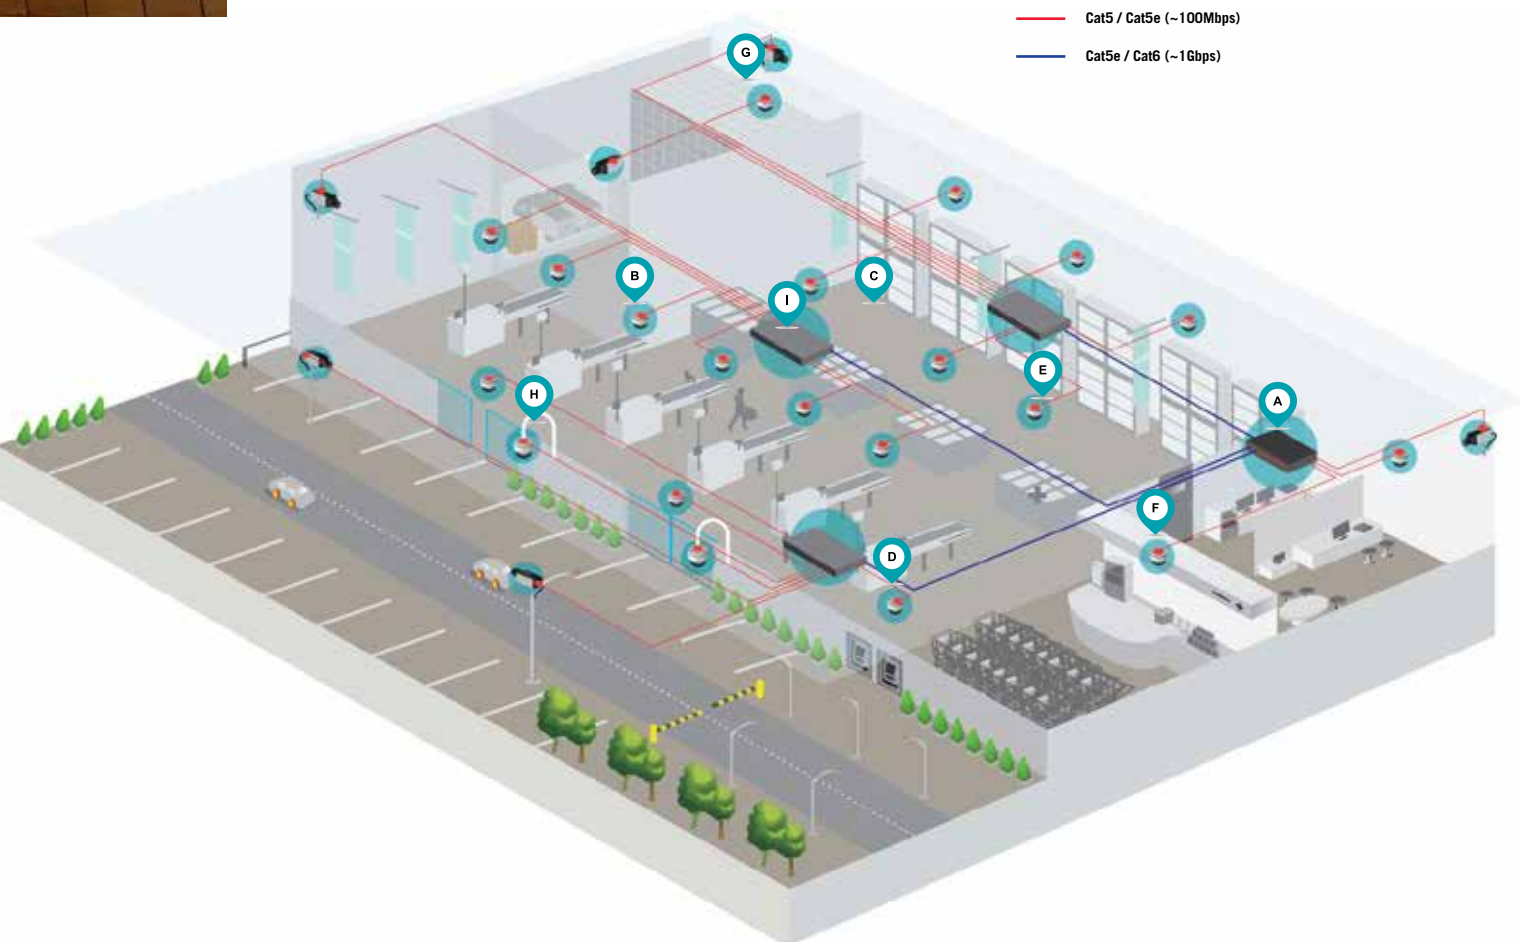 Cat5 / Cat5e (~100Mbps)
Cat5e / Cat6 (~1Gbps)
G
B
C
I
E
H
A
F
D